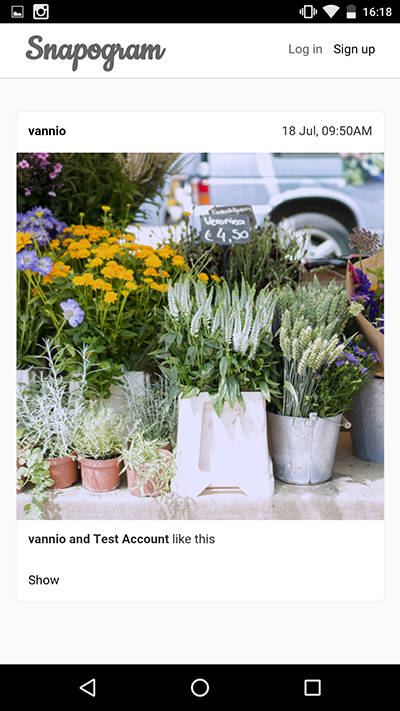 16:18
Snapogram
Log in Sign up
vannio 18 Jul, 09:50AM
Veronica
£4,50
vannio and Test Account like this
Show